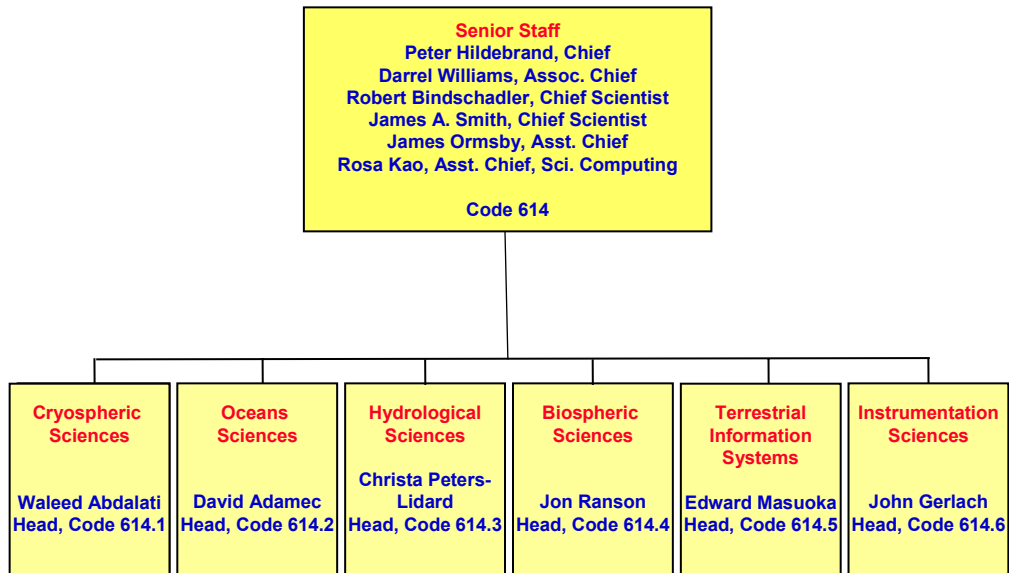 Senior Staff
Peter Hildebrand, Chief
Darrel Williams, Assoc. Chief
Robert Bindschadler, Chief Scientist
James A. Smith, Chief Scientist
James Ormsby, Asst. Chief
Rosa Kao, Asst. Chief, Sci. Computing
Code 614
Cryospheric
Sciences
Waleed Abdalati
Head, Code 614.1
Oceans
Sciences
David Adamec
Head, Code 614.2
Hydrological
Sciences
Christa Peters-
Lidard
Head, Code 614.3
Biospheric
Sciences
Jon Ranson
Head, Code 614.4
Terrestrial
Information
Systems
Edward Masuoka
Head, Code 614.5
Instrumentation
Sciences
John Gerlach
Head, Code 614.6